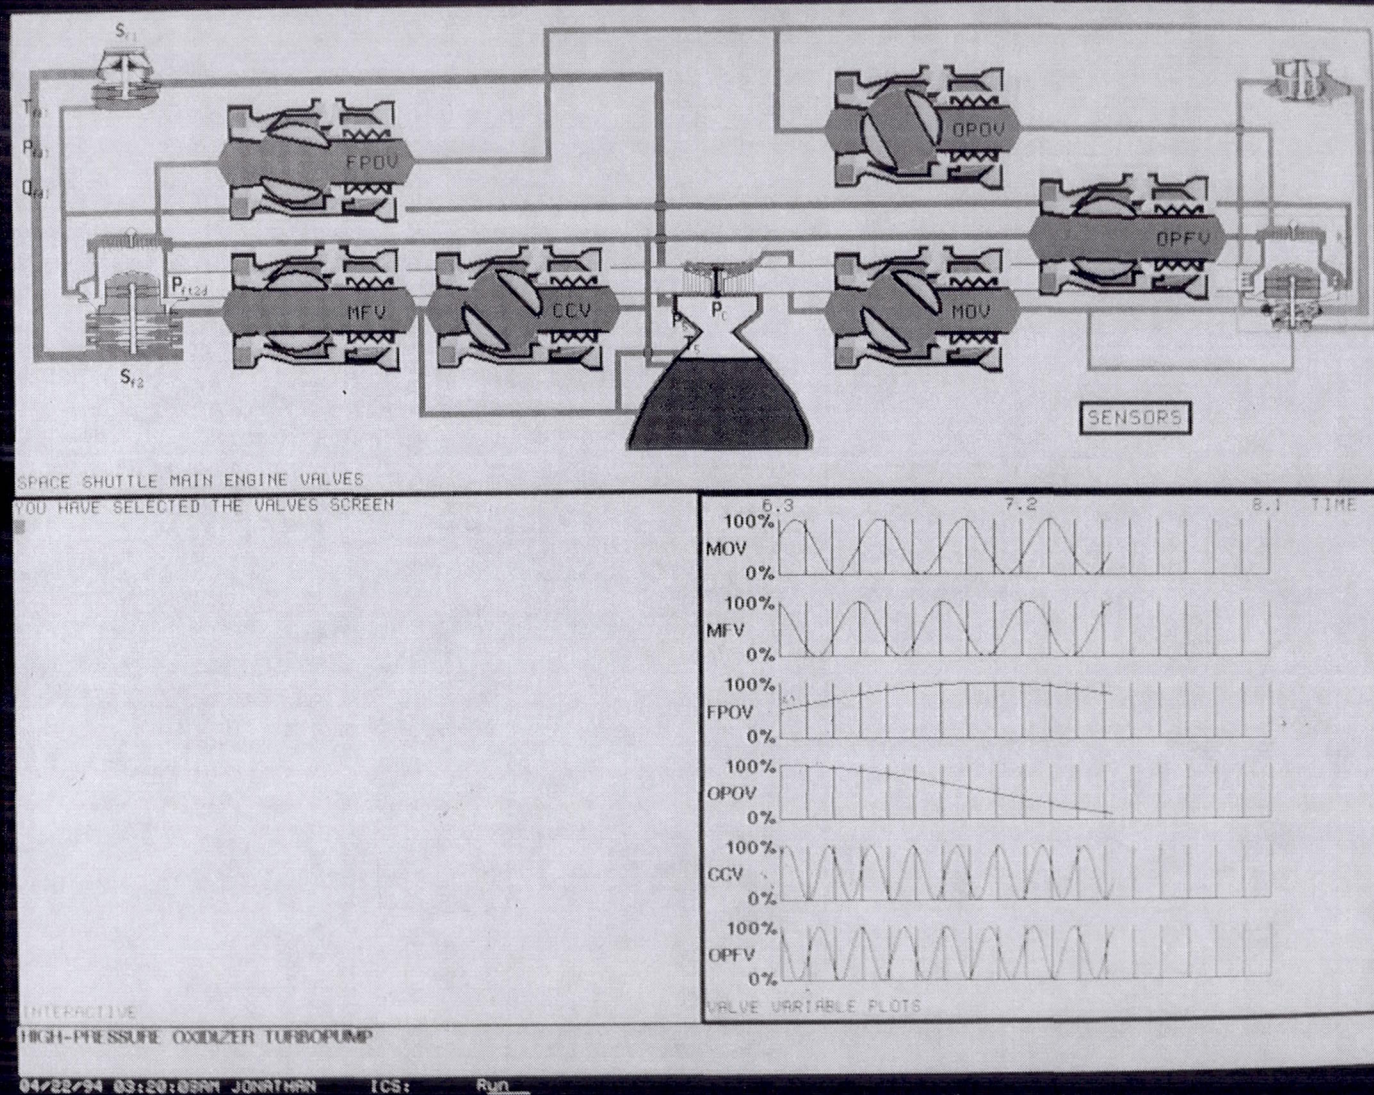 S
FPOV
OPOV
OPFV
P
MFV
CCV
P
MOV
S f2
SENSORS
SPACE SHUTTLE MAIN ENGINE VALVES
YOU HAVE SELECTED THE VALVES SCREEN
6.3 7.2 8.1 TIME
100%
MOV
0%
100%
MFV
0%
100%
FPOV
0%
100%
OPOV
0%
100%
CCV
0%
100%
OPFV
0%
INTERACTIVE
VALVE VARIABLE PLOTS
HIGH-PRESSURE OXIDIZER TURBOPUMP
04/22/94 03:20:03AM JONATHAN ICS: Run